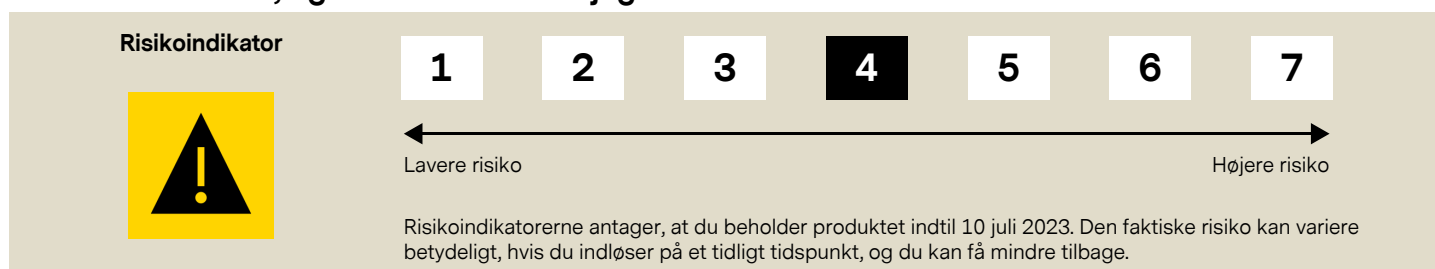 Risikoindikator
1 2 3 4 5 6 7
Lavere risiko Højere risiko
Risikoindikatorerne antager, at du beholder produktet indtil 10 juli 2023. Den faktiske risiko kan variere
betydeligt, hvis du indløser på et tidligt tidspunkt, og du kan få mindre tilbage.